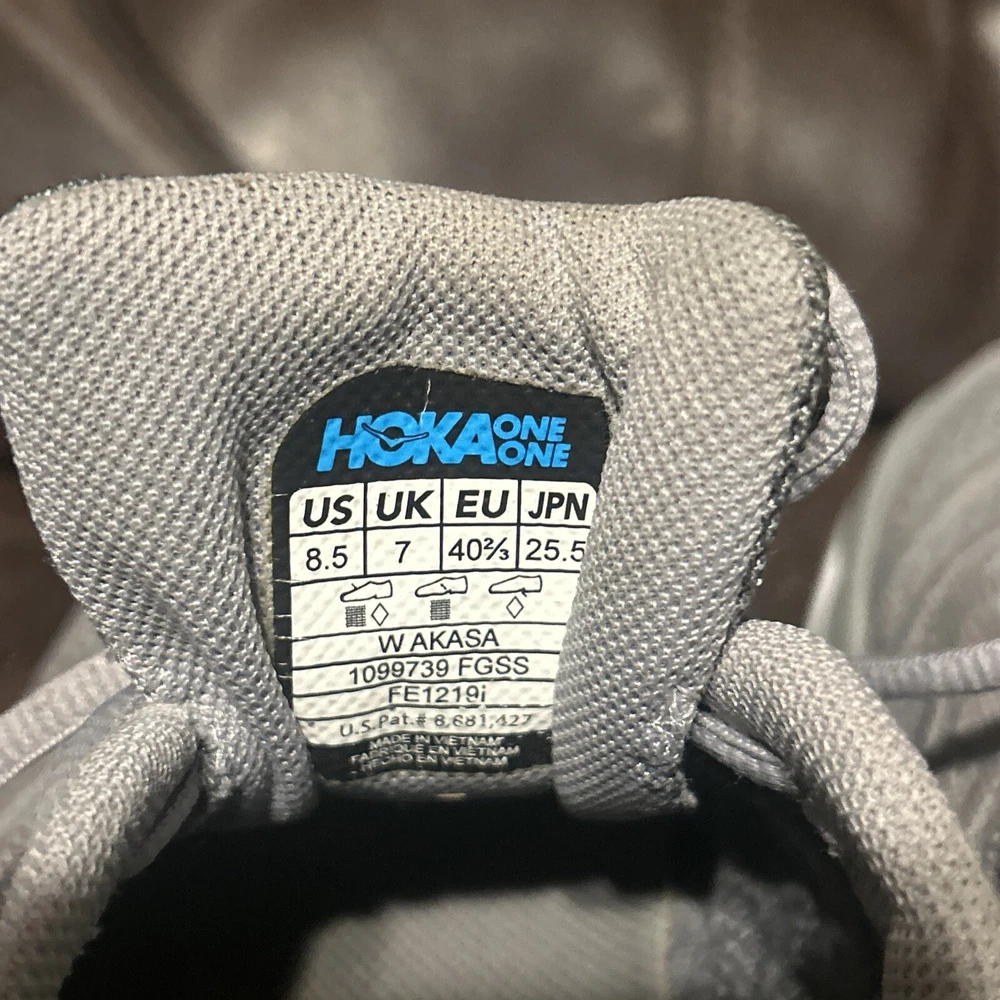 HOKA ONE ONE
US UK EU JPN
8.5 7 40⅔ 25.5
W AKASA
1099739 FGSS
FE1219i
U.S. Pat.# 6,681,427
MADE IN VIETNAM
FABRIQUE EN VIETNAM
HECHO EN VIETNAM